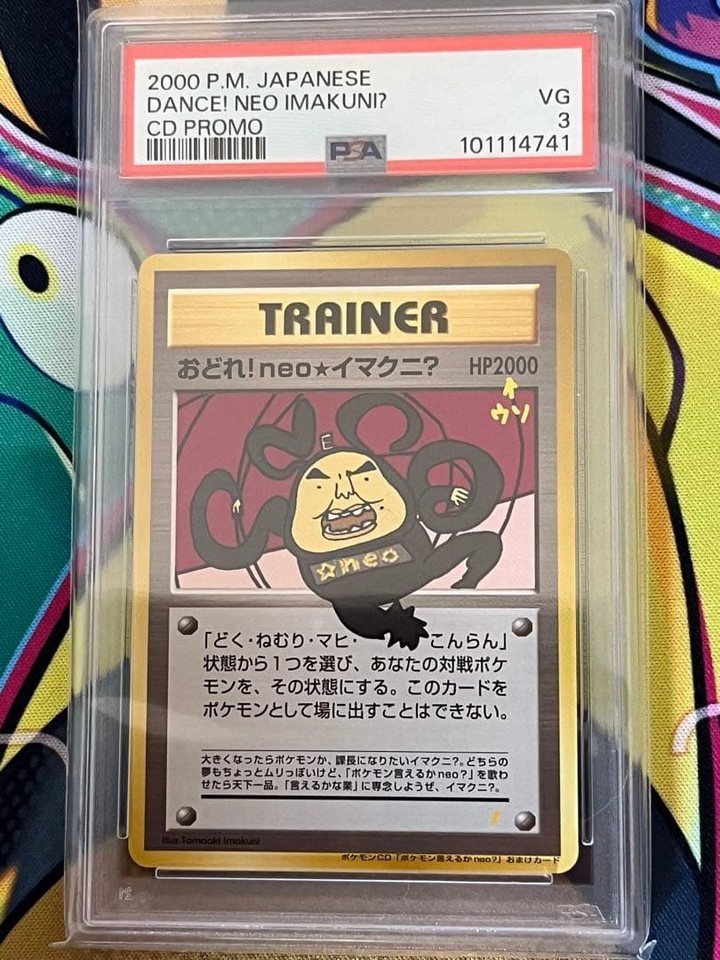 2000 P.M. JAPANESE
DANCE! NEO IMAKUNI?
CD PROMO
VG
3
PSA
101114741
TRAINER
おどれ!neo★イマクニ? HP2000
↑
ウソ
E
☆neo
「どく・ねむり・マヒ・ こんらん」
状態から1つを選び、あなたの対戦ポケ
モンを、その状態にする。このカードを
ポケモンとして場に出すことはできない。
大きくなったらポケモンか、課長になりたいイマクニ?。どちらの
夢もちょっとムリっぽいけど、「ポケモン言えるかneo?」を歌わ
せたら天下一品。「言えるかな業」に専念しようぜ、イマクニ?。
Illus.Tomoaki Imakuni
ポケモンCD「ポケモン言えるかneo?」おまけカード